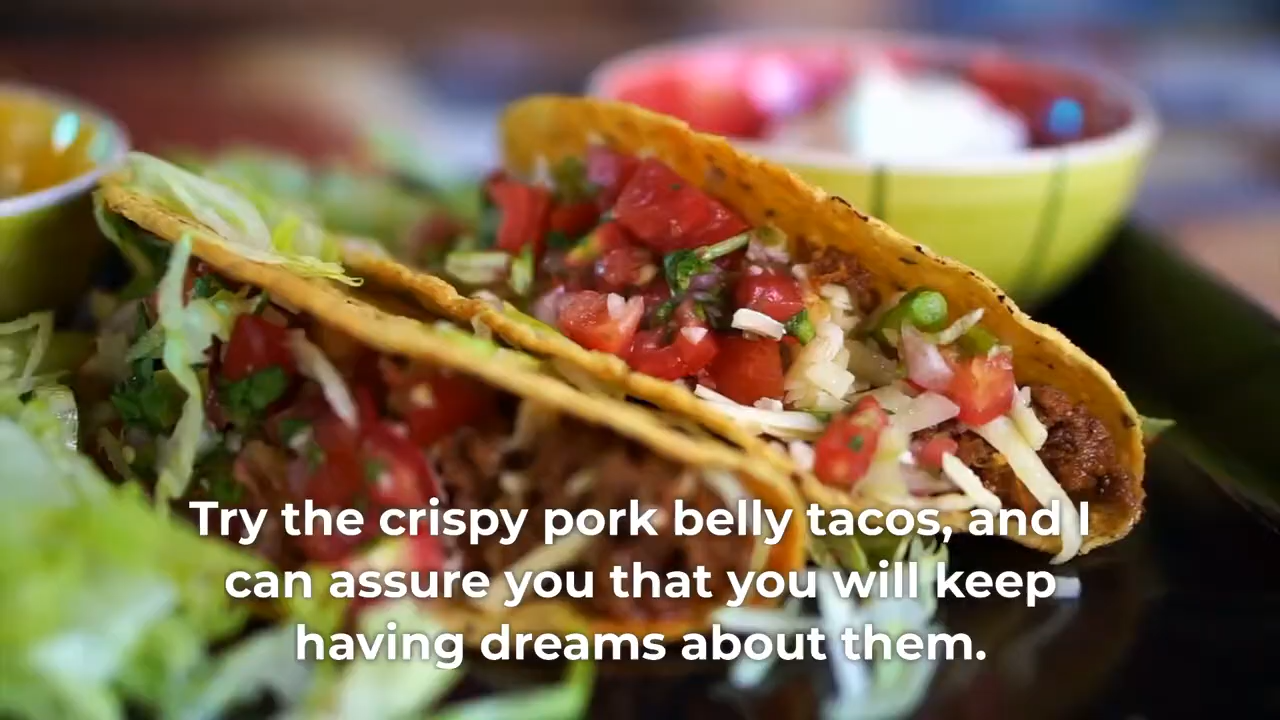 Try the crispy pork belly tacos, and I
can assure you that you will keep
having dreams about them.